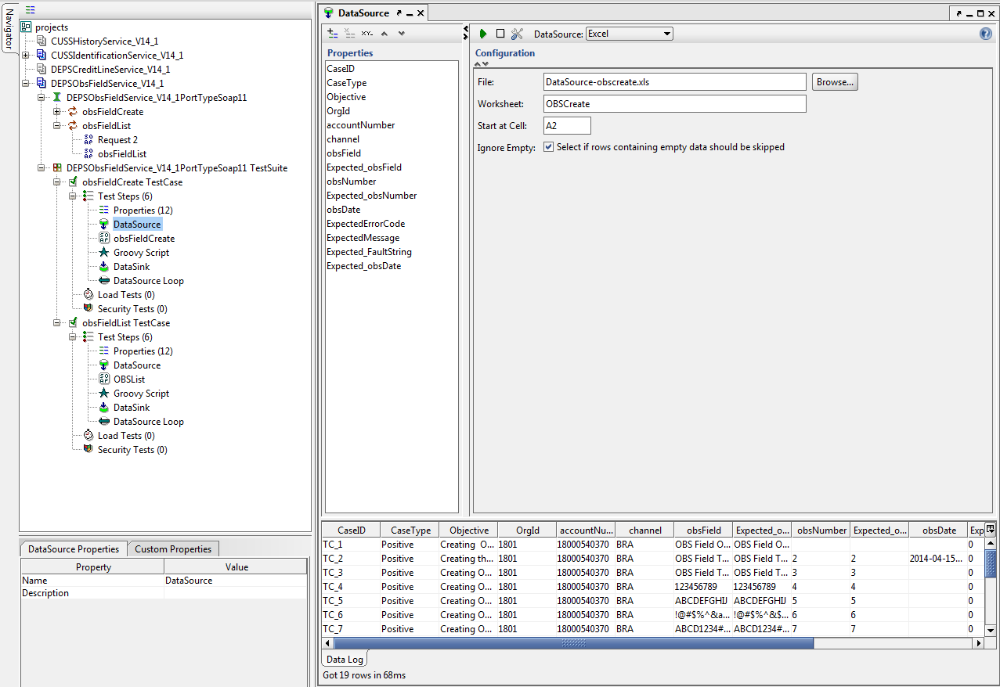 Navigator
projects
CUSSHistoryService_V14_1
CUSSIdentificationService_V14_1
DEPSCreditLineService_V14_1
DEPSObsFieldService_V14_1
DEPSObsFieldService_V14_1PortTypeSoap11
obsFieldCreate
obsFieldList
Request 2
obsFieldList
DEPSObsFieldService_V14_1PortTypeSoap11 TestSuite
obsFieldCreate TestCase
Test Steps (6)
Properties (12)
DataSource
obsFieldCreate
Groovy Script
DataSink
DataSource Loop
Load Tests (0)
Security Tests (0)
obsFieldList TestCase
Test Steps (6)
Properties (12)
DataSource
OBSList
Groovy Script
DataSink
DataSource Loop
Load Tests (0)
Security Tests (0)
DataSource Properties Custom Properties
Property Value
Name DataSource
Description
DataSource
XY- DataSource: Excel
Properties
CaseID
CaseType
Objective
OrgId
accountNumber
channel
obsField
Expected_obsField
obsNumber
Expected_obsNumber
obsDate
ExpectedErrorCode
ExpectedMessage
Expected_FaultString
Expected_obsDate
Configuration
File: DataSource-obscreate.xls Browse...
Worksheet: OBSCreate
Start at Cell: A2
Ignore Empty: Select if rows containing empty data should be skipped
CaseID CaseType Objective OrgId accountNu... channel obsField Expected_o... obsNumber Expected_o... obsDate Exp
TC_1 Positive Creating O... 1801 18000540370 BRA OBS Field O... OBS Field O... 0
TC_2 Positive Creating th... 1801 18000540370 BRA OBS Field T... OBS Field T... 2 2 2014-04-15... 0
TC_3 Positive Creating O... 1801 18000540370 BRA OBS Field T... OBS Field T... 3 3 0
TC_4 Positive Creating O... 1801 18000540370 BRA 123456789 123456789 4 4 0
TC_5 Positive Creating O... 1801 18000540370 BRA ABCDEFGHIJ ABCDEFGHIJ 5 5 0
TC_6 Positive Creating O... 1801 18000540370 BRA !@#$%^&a... !@#$%^&$... 6 6 0
TC_7 Positive Creating O... 1801 18000540370 BRA ABCD1234#... ABCD1234#... 7 7 0
Data Log
Got 19 rows in 68ms